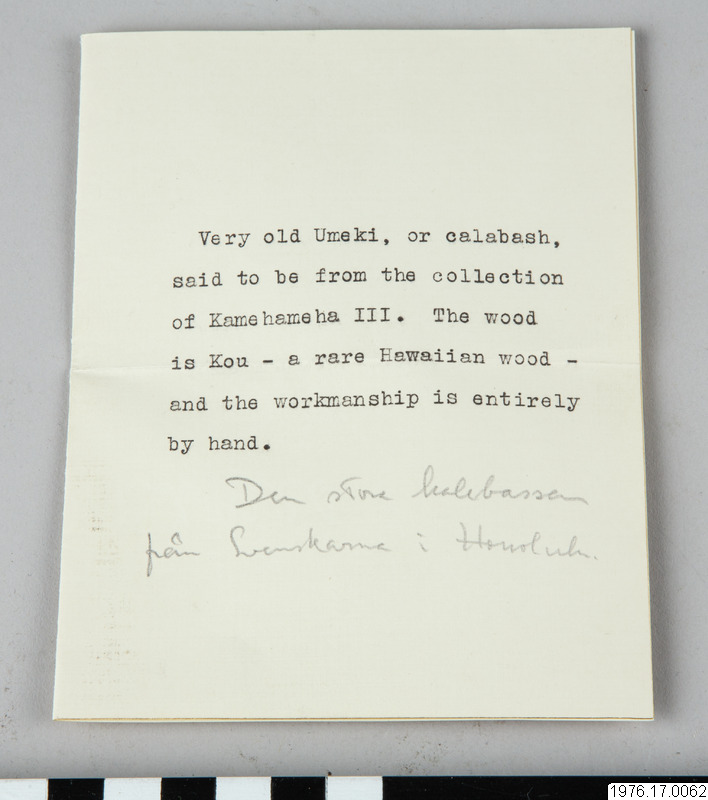 Very old Umeki, or calabash,
said to be from the collection
of Kamehameha III. The wood
is Kou - a rare Hawaiian wood -
and the workmanship is entirely
by hand.
Den stora kalebassen
från Svenskarna i Honolulu.
1976.17.0062